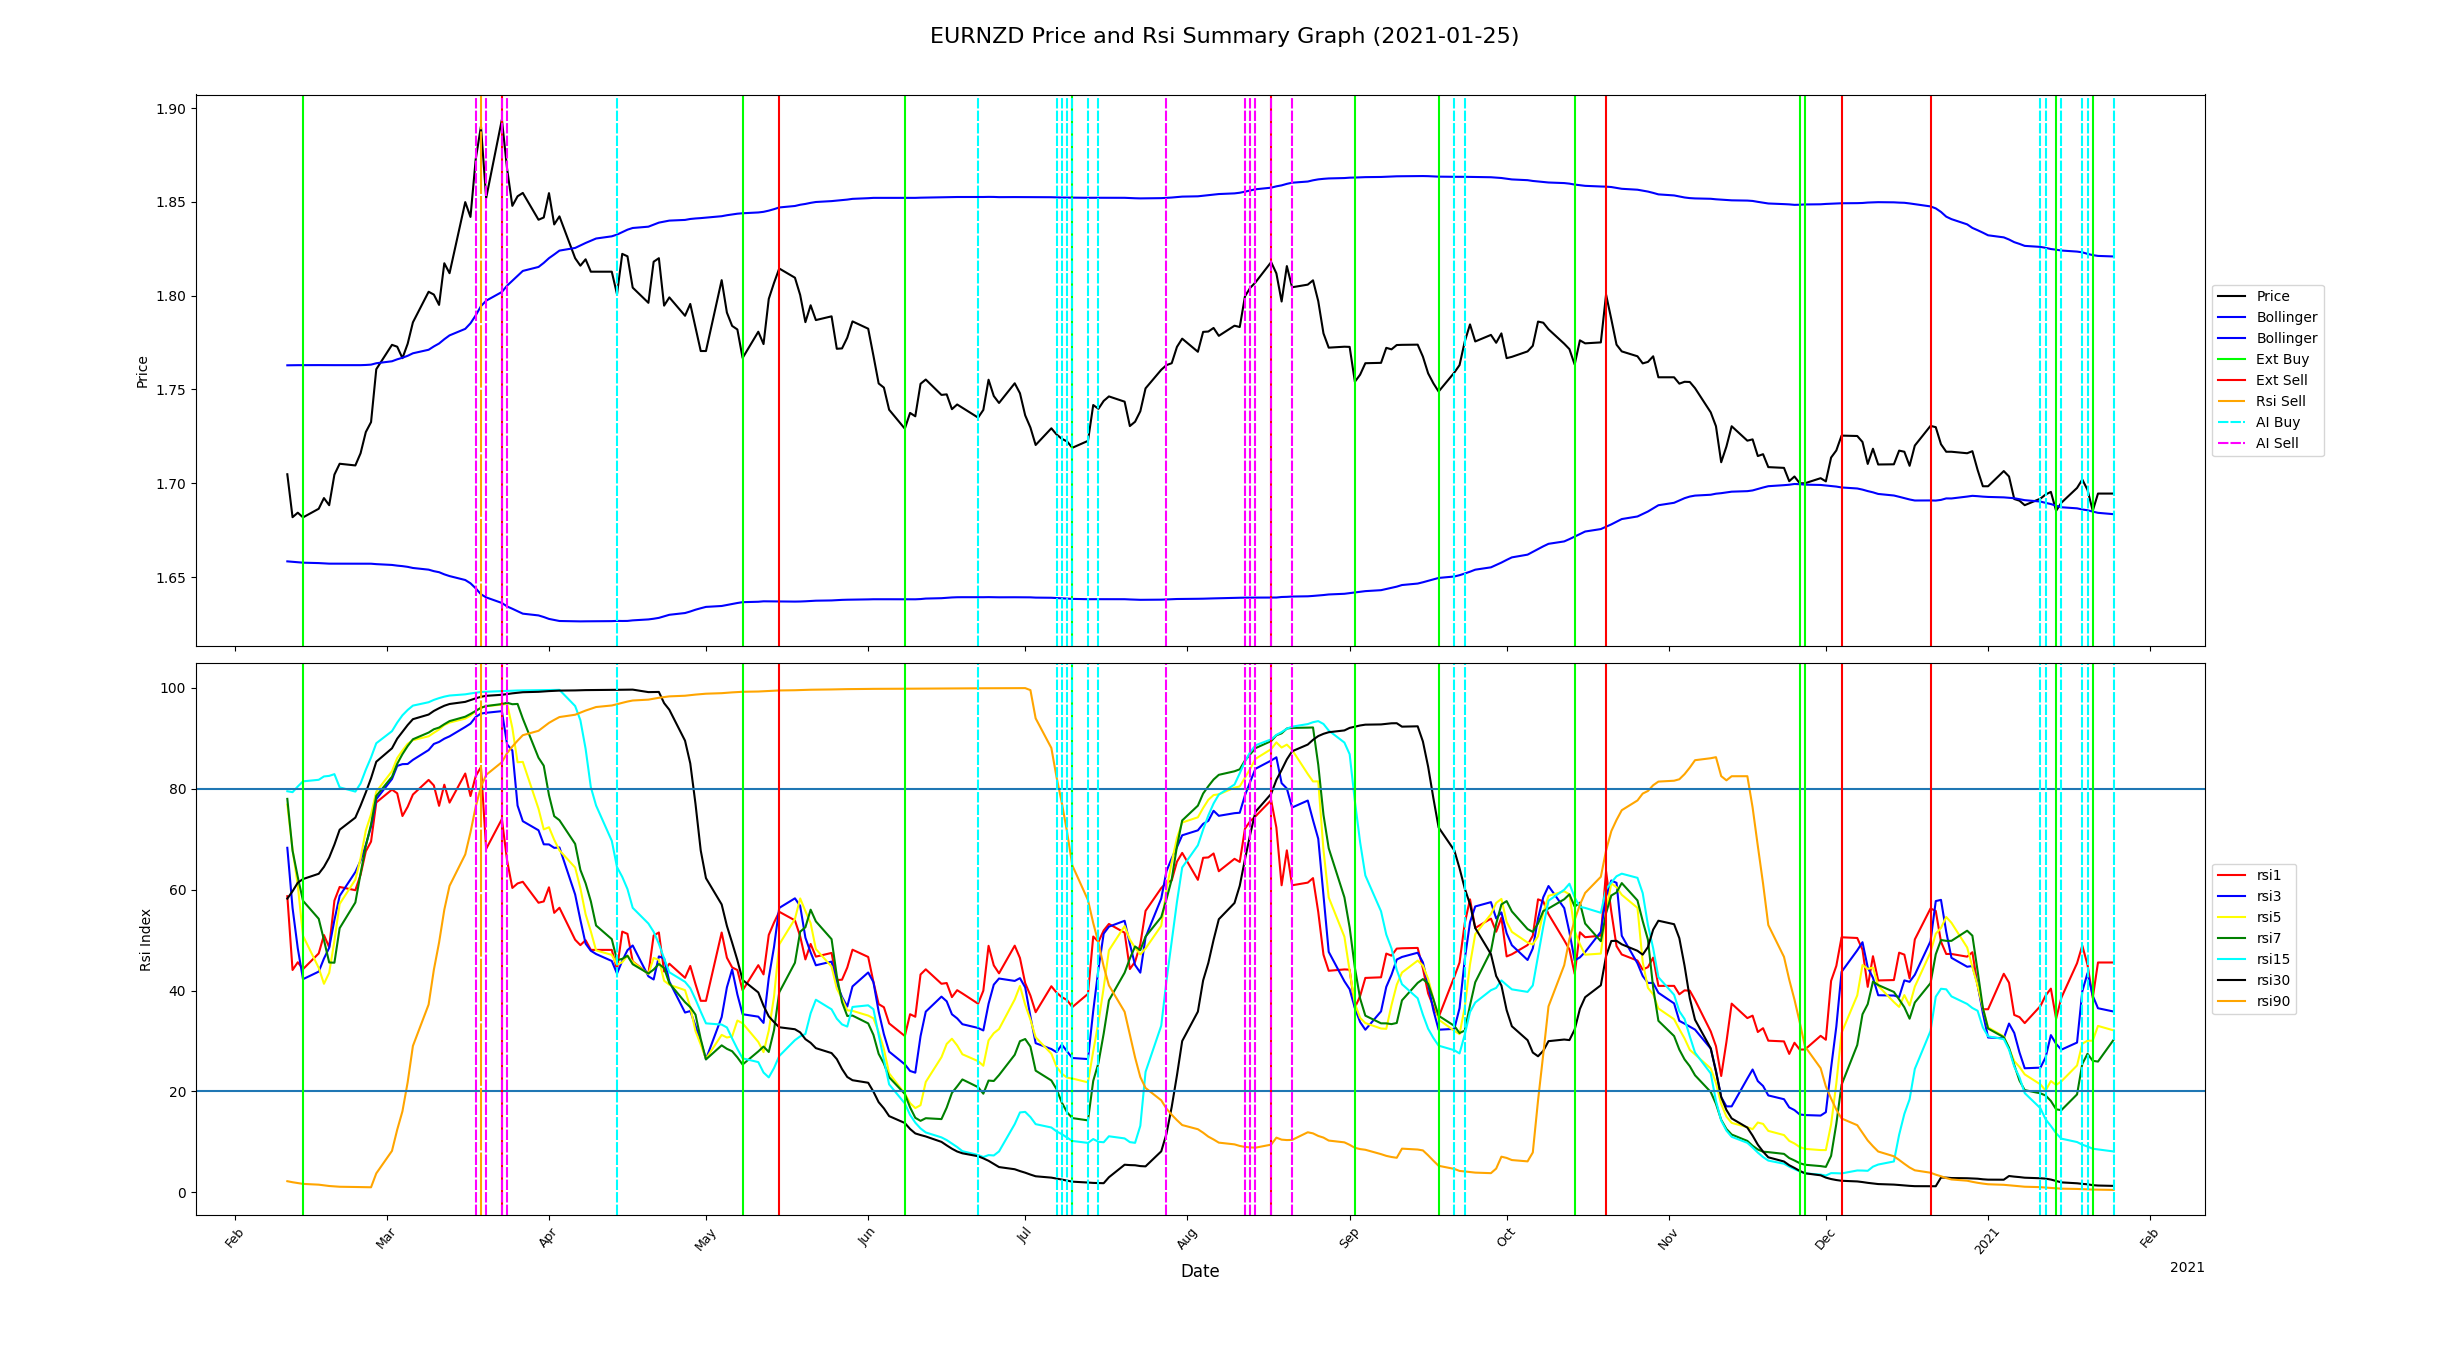 EURNZD Price and Rsi Summary Graph (2021-01-25)
1.90
1.85
1.80
1.75
1.70
1.65
Price
Price
Bollinger
Bollinger
Ext Buy
Ext Sell
Rsi Sell
AI Buy
AI Sell
100
80
60
40
20
0
Rsi Index
rsi1
rsi3
rsi5
rsi7
rsi15
rsi30
rsi90
Feb
Mar
Apr
May
Jun
Jul
Aug
Sep
Oct
Nov
Dec
2021
Feb
Date
2021